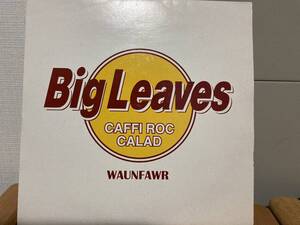 Big Leaves
CAFFI ROC
CALAD
WAUNFAWR